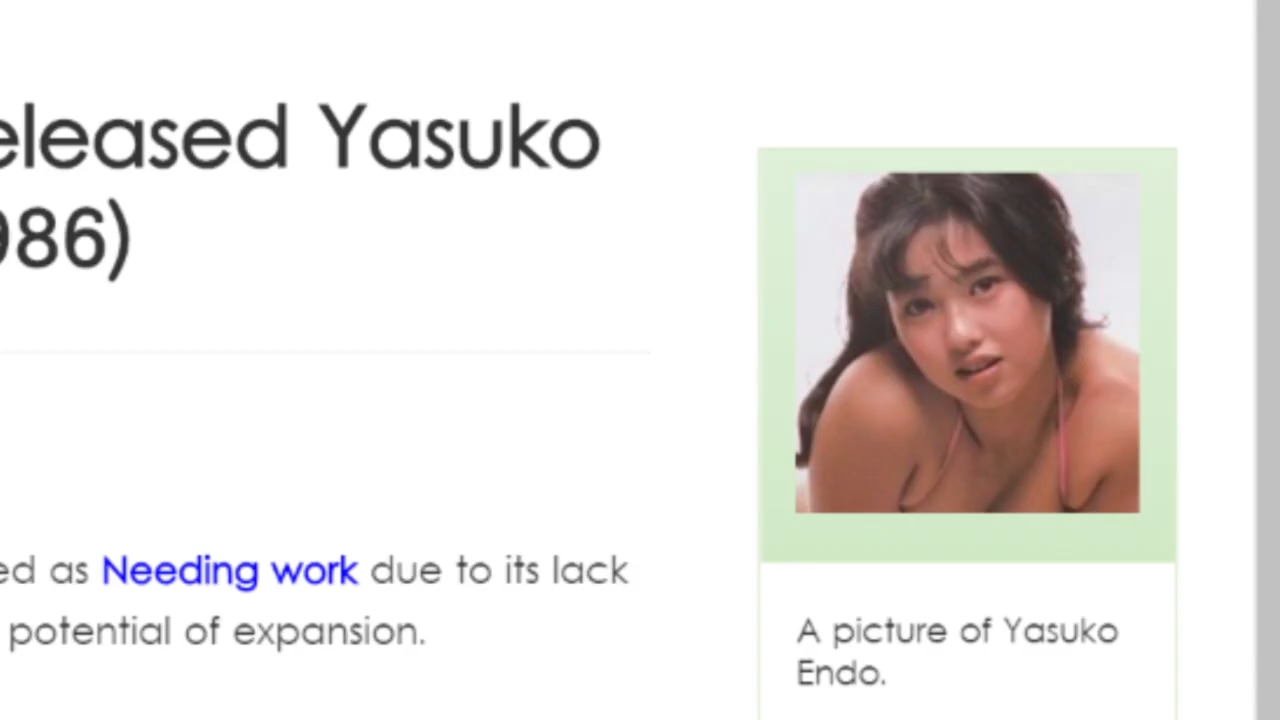 eleased Yasuko
986)
ed as Needing work due to its lack
potential of expansion.
A picture of Yasuko
Endo.